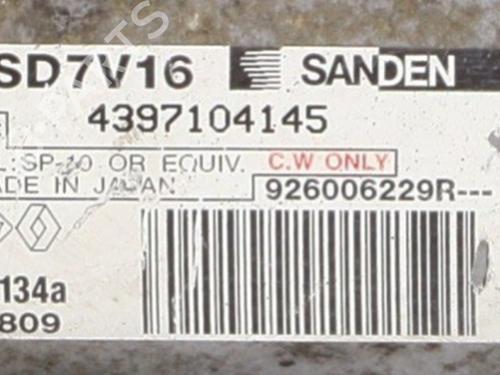 SD7V16 SANDEN
4397104145
L:SP-10 OR EQUIV. C.W ONLY
ADE IN JAPAN 926006229R---
134a
809